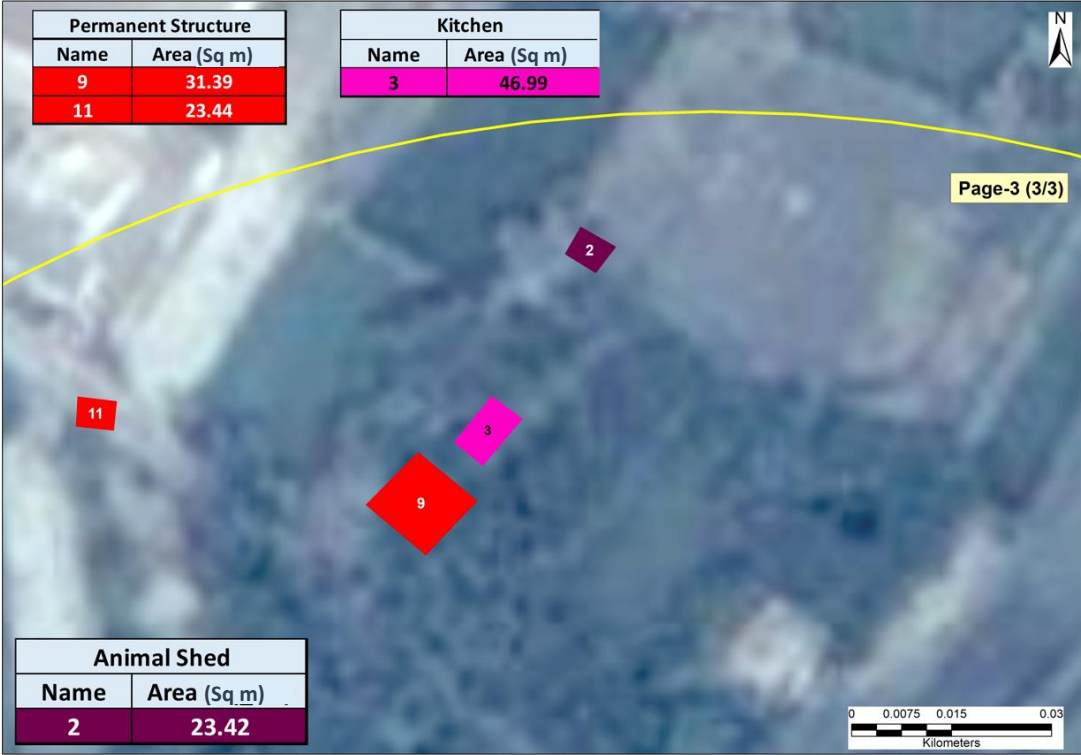 Permanent Structure
Name Area (Sq m)
9 31.39
11 23.44
Kitchen
Name Area (Sq m)
3 46.99
N
Page-3 (3/3)
2
11
3
9
Animal Shed
Name Area (Sq m)
2 23.42
0 0.0075 0.015 0.03
Kilometers